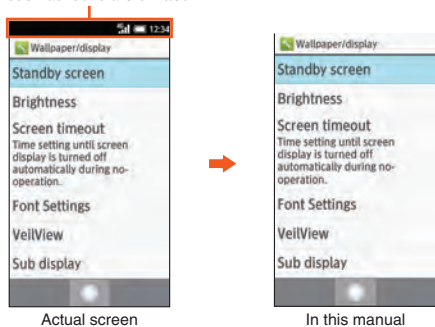 12:34
Wallpaper/display
Standby screen
Brightness
Screen timeout
Time setting until screen
display is turned off
automatically during no-
operation.
Font Settings
VeilView
Sub display
Actual screen
Wallpaper/display
Standby screen
Brightness
Screen timeout
Time setting until screen
display is turned off
automatically during no-
operation.
Font Settings
VeilView
Sub display
In this manual